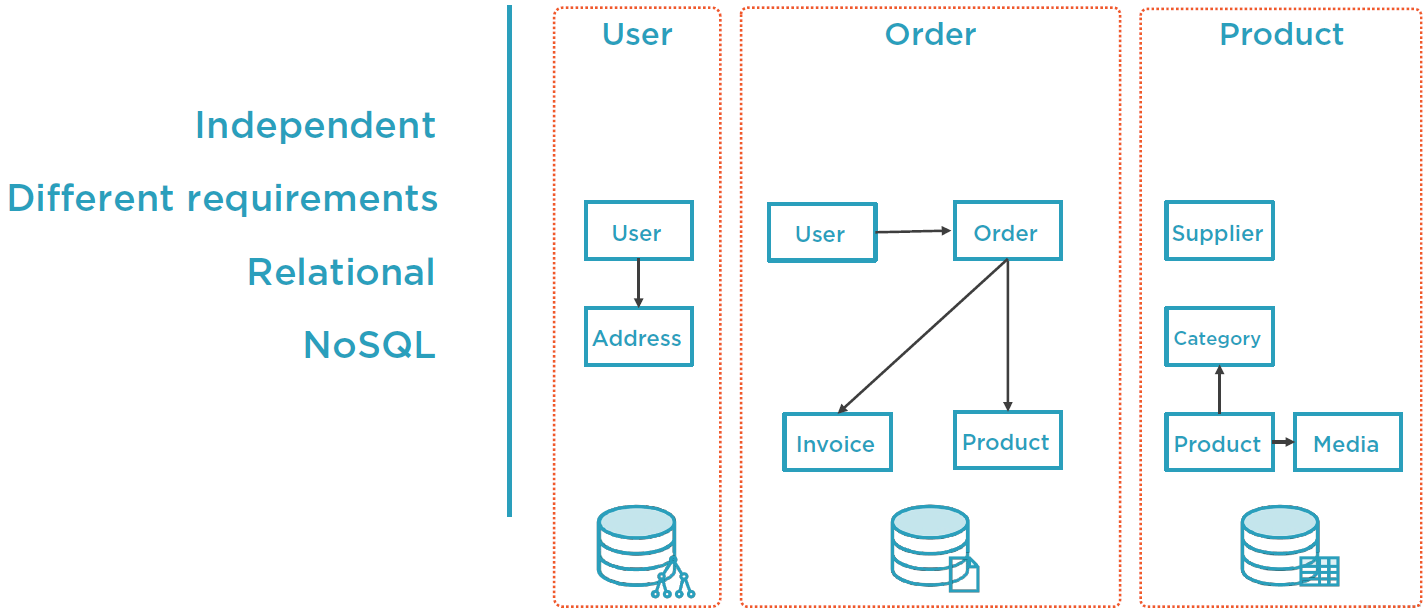 Independent
Different requirements
Relational
NoSQL
User
User
Address
Order
User
Order
Invoice
Product
Product
Supplier
Category
Product
Media